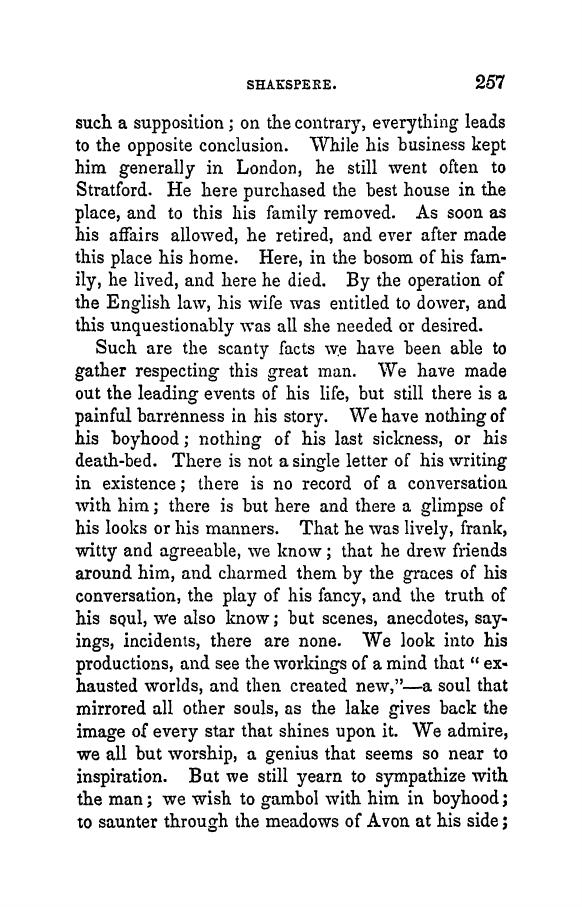 SHAKSPERE. 257
such a supposition; on the contrary, everything leads
to the opposite conclusion. While his business kept
him generally in London, he still went often to
Stratford. He here purchased the best house in the
place, and to this his family removed. As soon as
his affairs allowed, he retired, and ever after made
this place his home. Here, in the bosom of his fam-
ily, he lived, and here he died. By the operation of
the English law, his wife was entitled to dower, and
this unquestionably was all she needed or desired.
Such are the scanty facts we have been able to
gather respecting this great man. We have made
out the leading events of his life, but still there is a
painful barrenness in his story. We have nothing of
his boyhood; nothing of his last sickness, or his
death-bed. There is not a single letter of his writing
in existence; there is no record of a conversation
with him; there is but here and there a glimpse of
his looks or his manners. That he was lively, frank,
witty and agreeable, we know; that he drew friends
around him, and charmed them by the graces of his
conversation, the play of his fancy, and the truth of
his soul, we also know; but scenes, anecdotes, say-
ings, incidents, there are none. We look into his
productions, and see the workings of a mind that "ex-
hausted worlds, and then created new,"—a soul that
mirrored all other souls, as the lake gives back the
image of every star that shines upon it. We admire,
we all but worship, a genius that seems so near to
inspiration. But we still yearn to sympathize with
the man; we wish to gambol with him in boyhood;
to saunter through the meadows of Avon at his side;